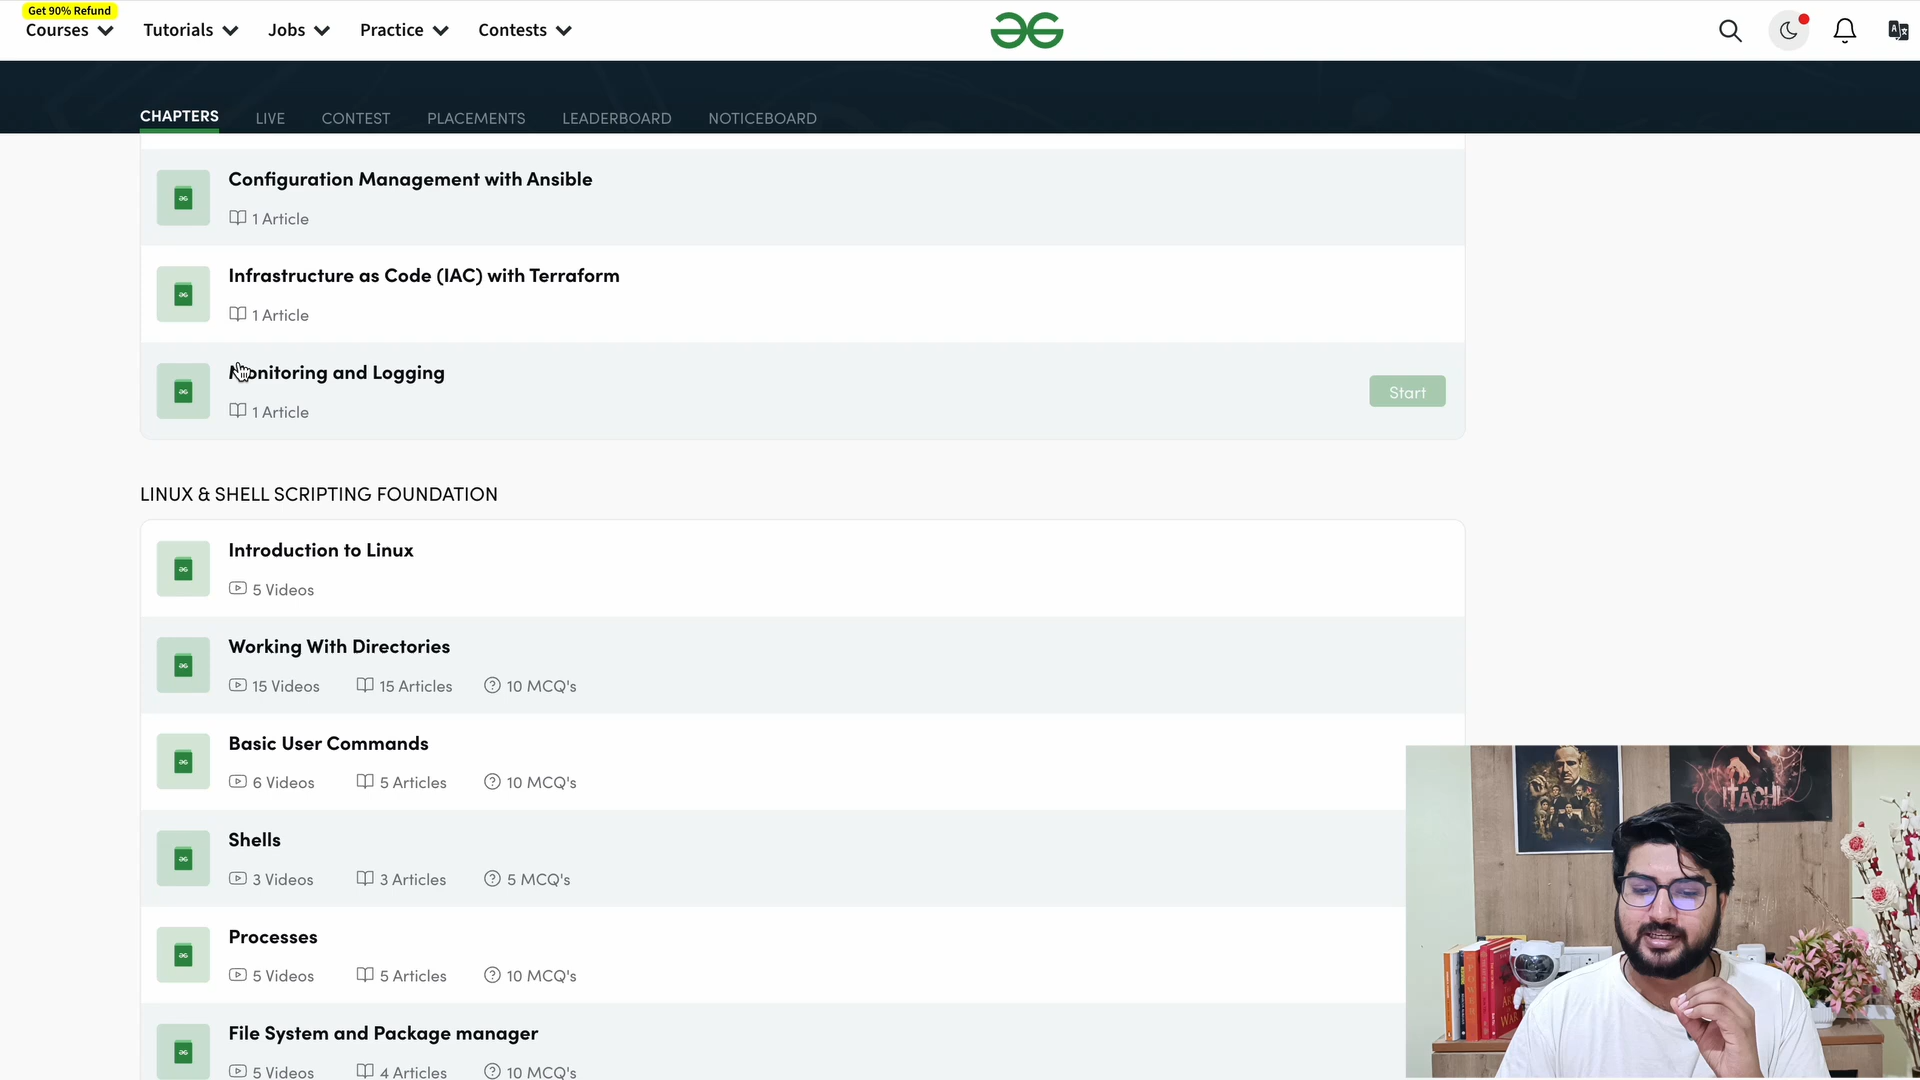 Get 90% Refund
Courses
Tutorials
Jobs
Practice
Contests
CHAPTERS
LIVE
CONTEST
PLACEMENTS
LEADERBOARD
NOTICEBOARD
Configuration Management with Ansible
1 Article
Infrastructure as Code (IAC) with Terraform
1 Article
Monitoring and Logging
1 Article
Start
LINUX & SHELL SCRIPTING FOUNDATION
Introduction to Linux
5 Videos
Working With Directories
15 Videos
15 Articles
10 MCQ's
Basic User Commands
6 Videos
5 Articles
10 MCQ's
Shells
3 Videos
3 Articles
5 MCQ's
Processes
5 Videos
5 Articles
10 MCQ's
File System and Package manager
5 Videos
4 Articles
10 MCQ's
ITACHI